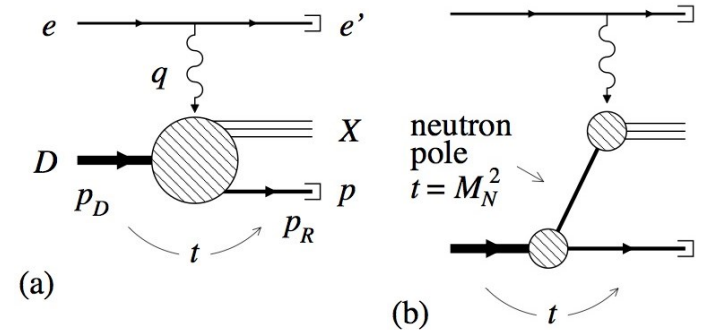 e
e'
q
X
D
p
p_D
p_R
t
(a)
neutron
pole
t = M_N^2
t
(b)